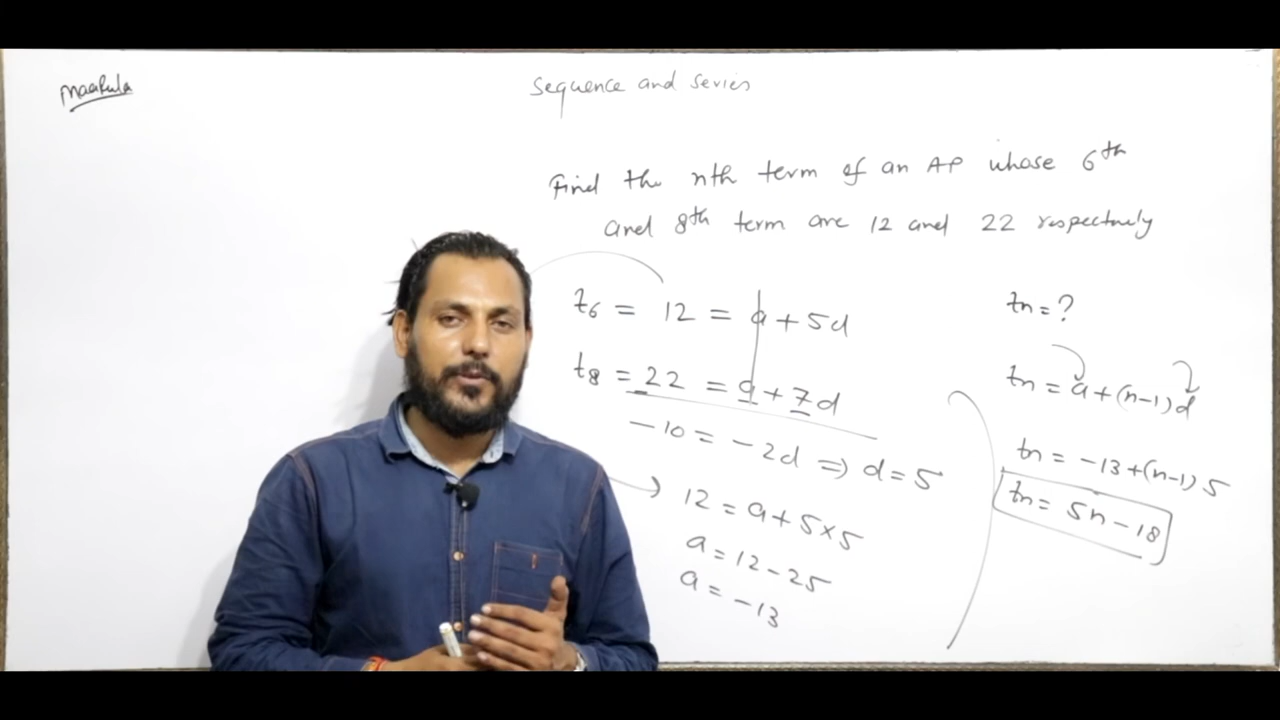 maakula
Sequence and series
Find the nth term of an AP whose 6th
and 8th term are 12 and 22 respectively
t6 = 12 = a + 5d
t8 = 22 = a + 7d
-10 = -2d => d = 5
12 = a + 5×5
a = 12 - 25
a = -13
tn = ?
tn = a + (n-1)d
tn = -13 + (n-1) 5
tn = 5n - 18